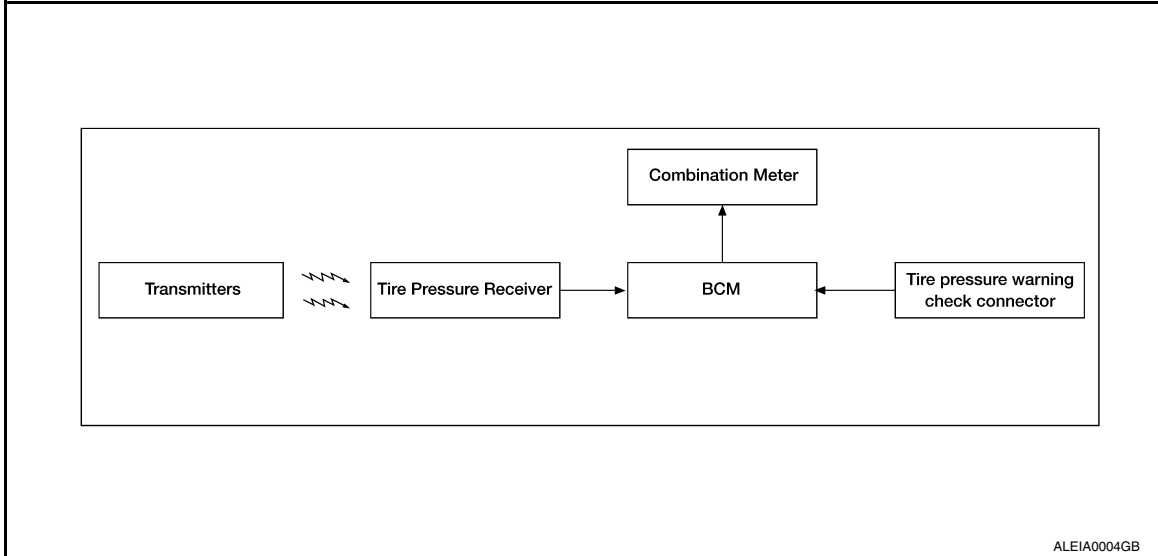 Combination Meter
Transmitters
Tire Pressure Receiver
BCM
Tire pressure warning
check connector
ALEIA0004GB